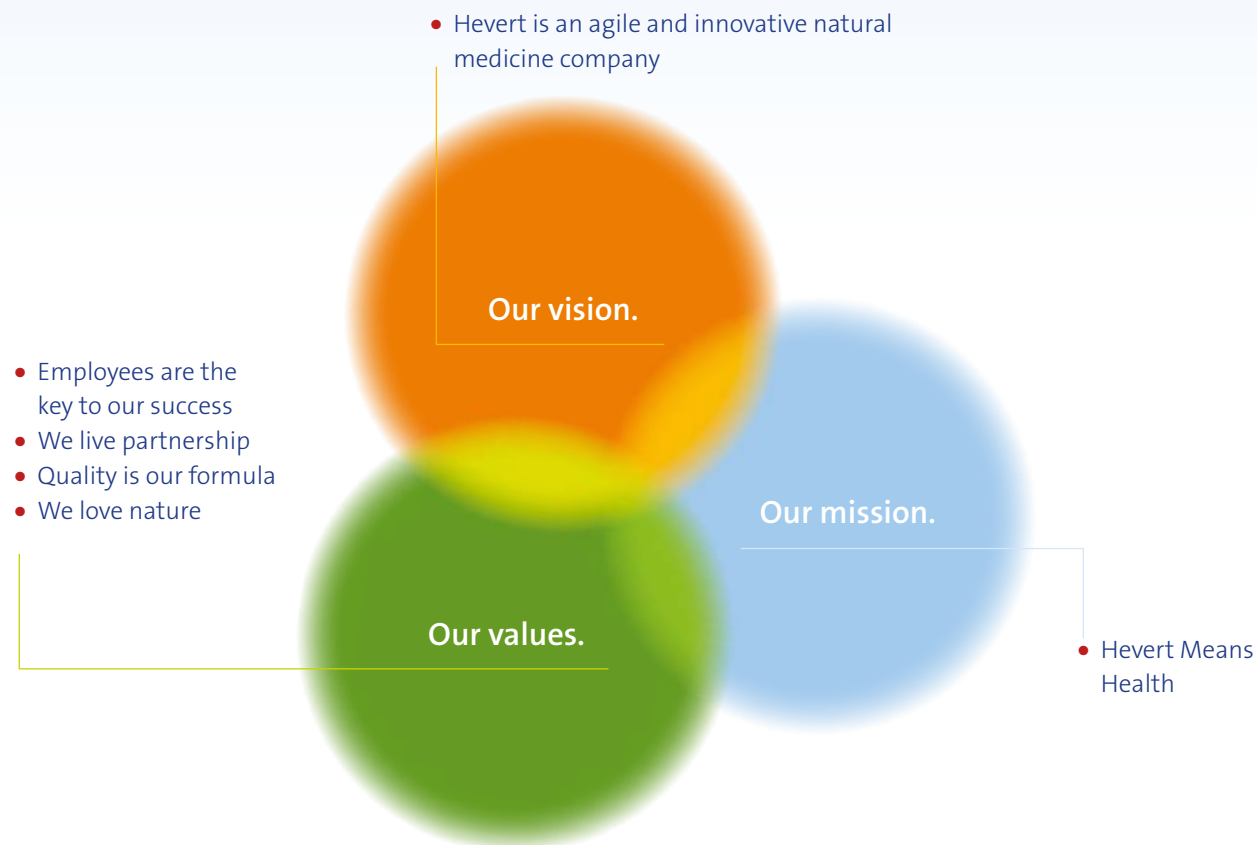 • Hevert is an agile and innovative natural
medicine company
Our vision.
• Employees are the
key to our success
• We live partnership
• Quality is our formula
• We love nature
Our mission.
Our values.
• Hevert Means
Health